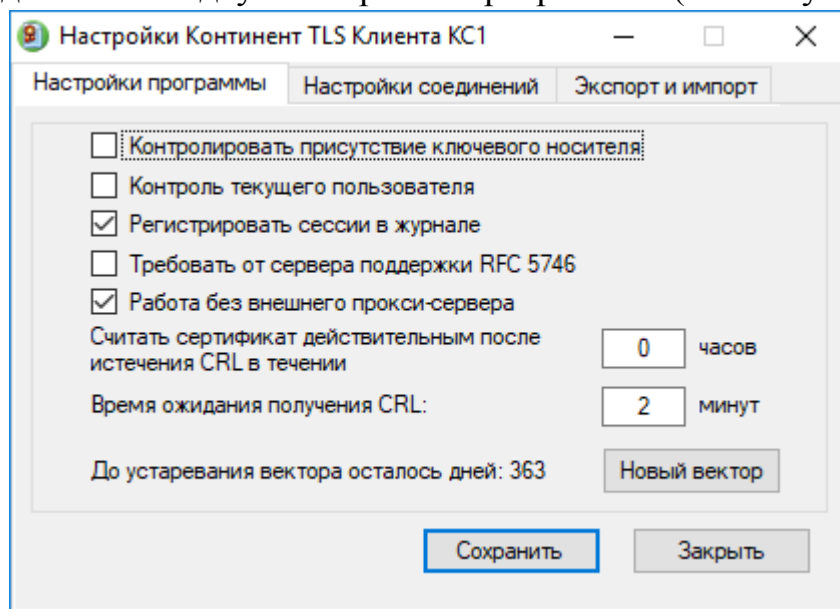 Настройки Континент TLS Клиента КС1
Настройки программы Настройки соединений Экспорт и импорт
Контролировать присутствие ключевого носителя
Контроль текущего пользователя
Регистрировать сессии в журнале
Требовать от сервера поддержки RFC 5746
Работа без внешнего прокси-сервера
Считать сертификат действительным после
истечения CRL в течении
0 часов
Время ожидания получения CRL: 2 минут
До устаревания вектора осталось дней: 363 Новый вектор
Сохранить Закрыть